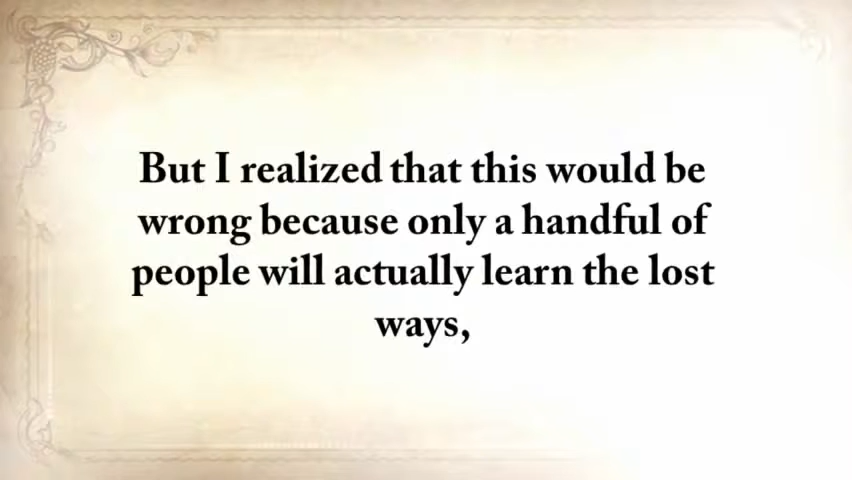 But I realized that this would be
wrong because only a handful of
people will actually learn the lost
ways,